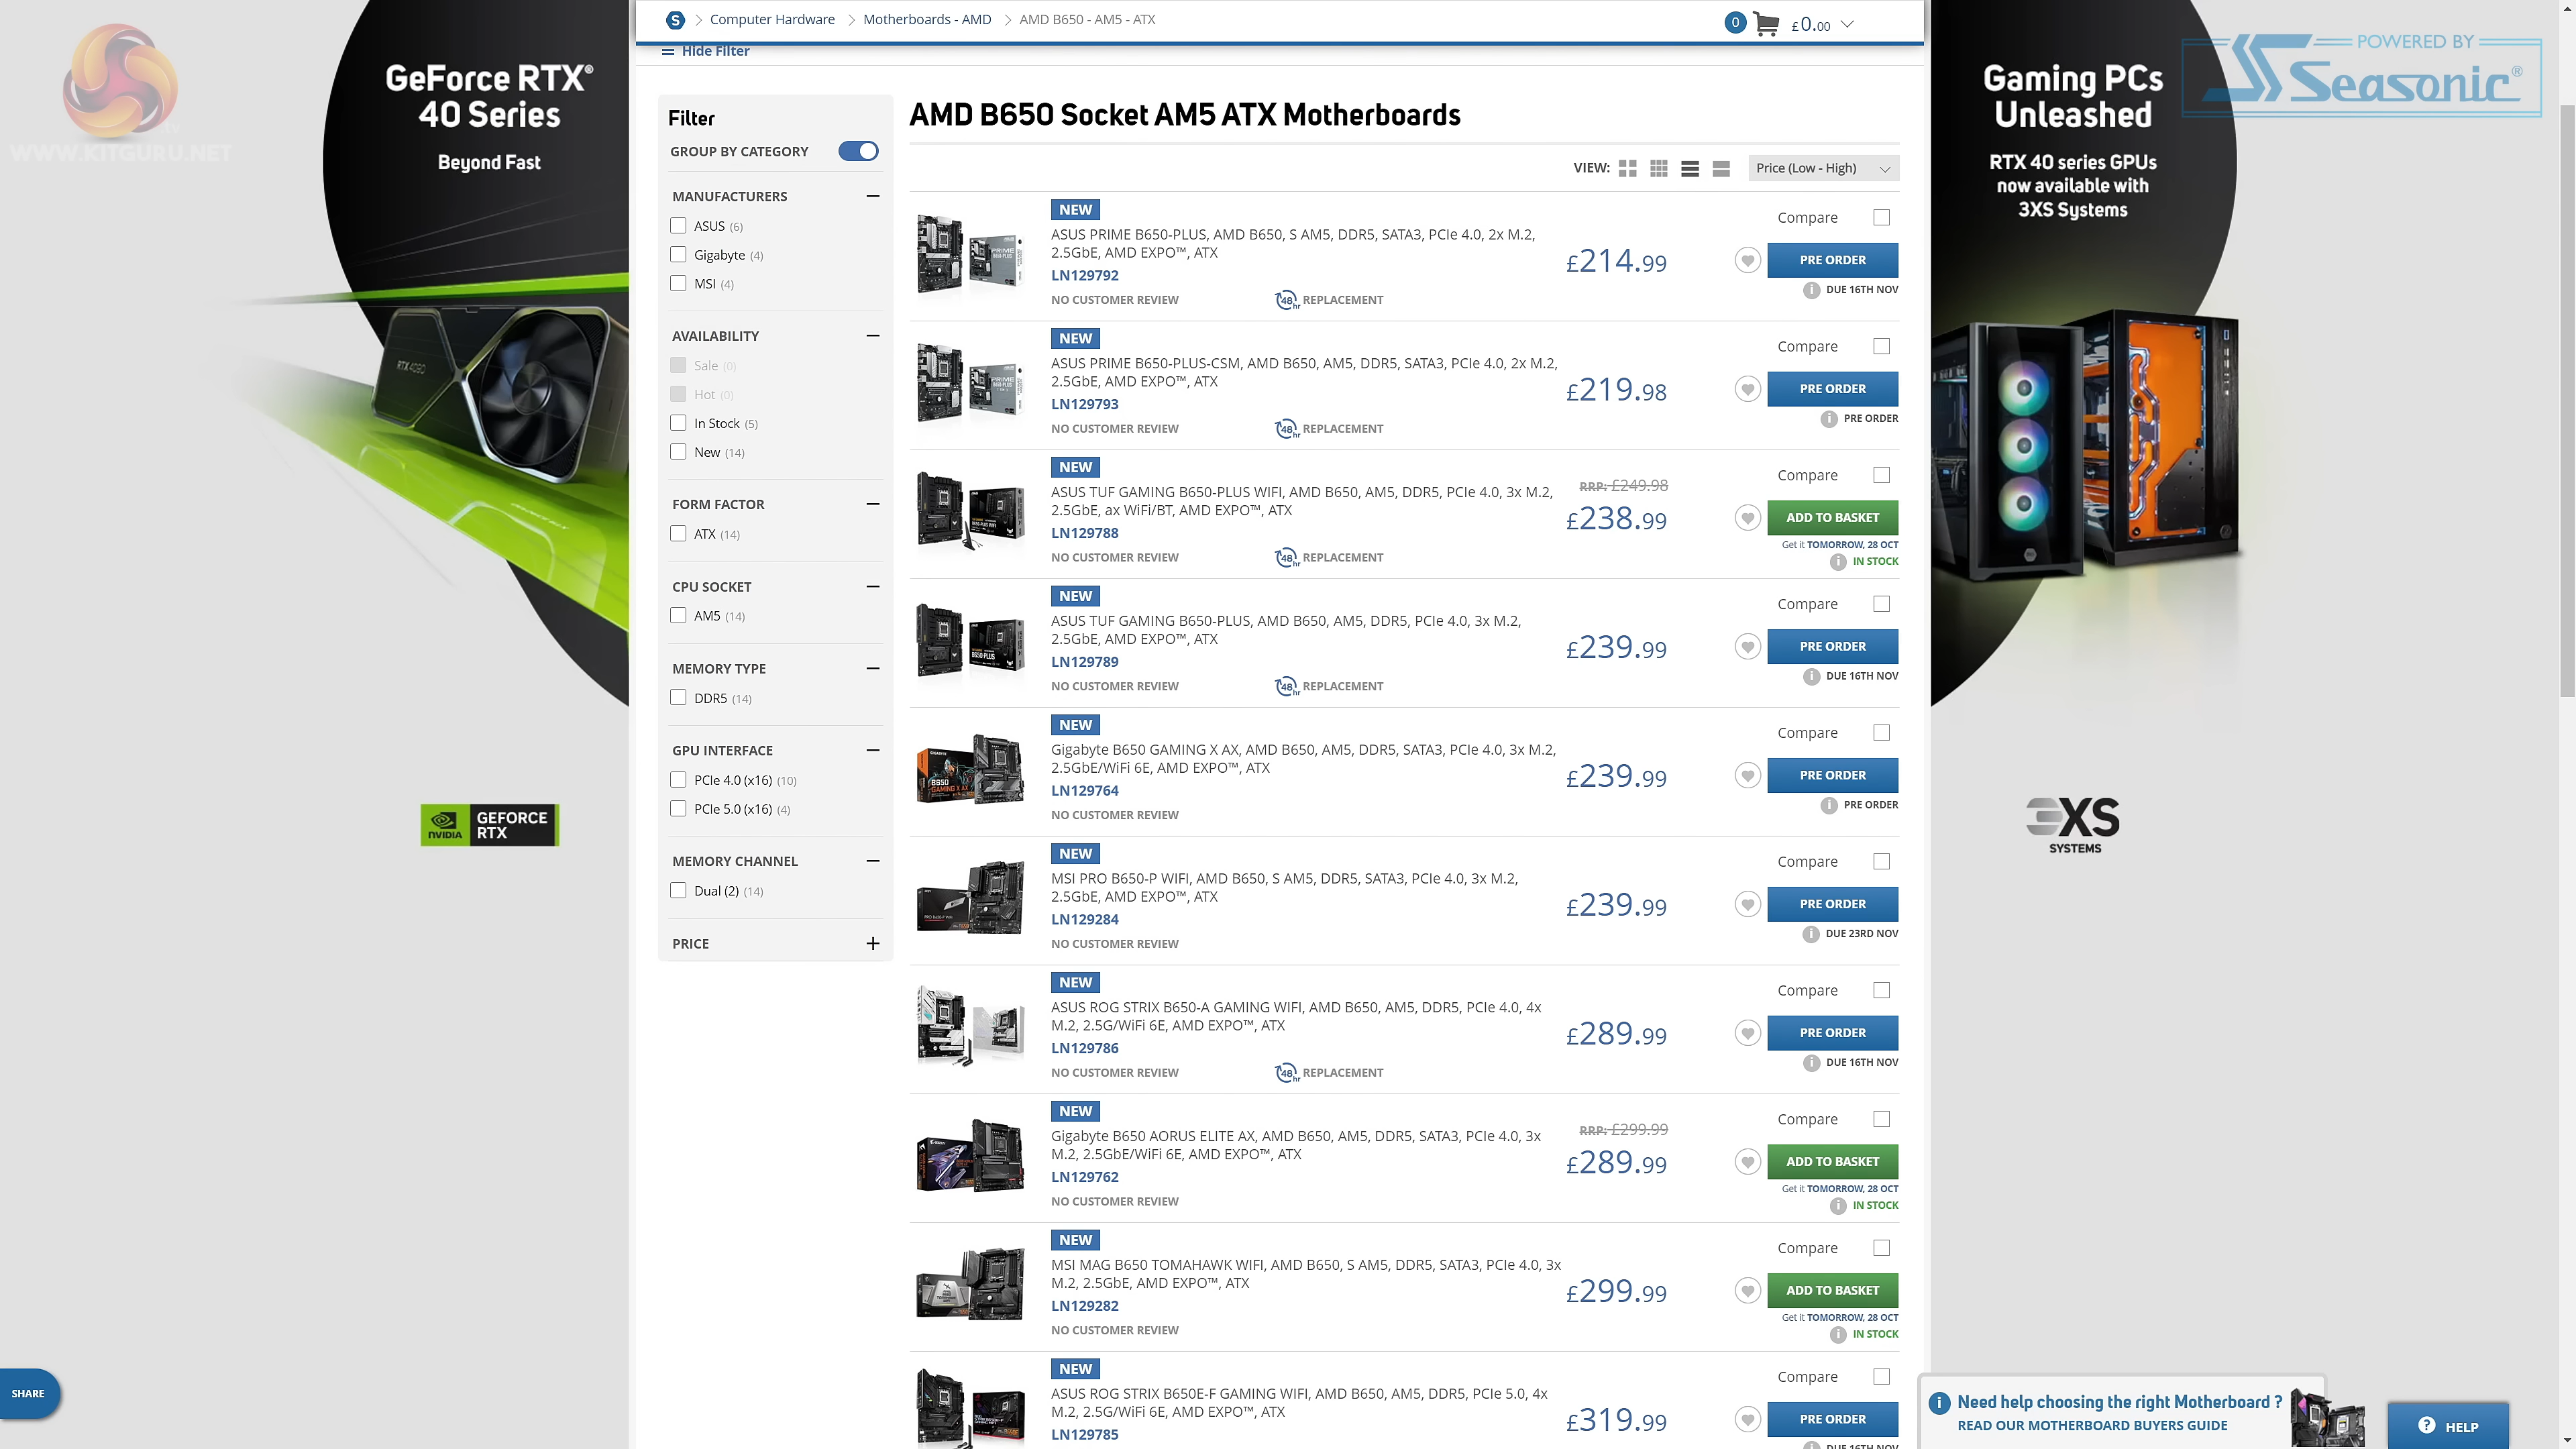 S > Computer Hardware > Motherboards - AMD > AMD B650 - AM5 - ATX
0 £0.00
Hide Filter
WWW.KITGURU.NET
GeForce RTX®
40 Series
Beyond Fast
RTX 4090
NVIDIA
GEFORCE
RTX
Filter
GROUP BY CATEGORY
MANUFACTURERS
ASUS (6)
Gigabyte (4)
MSI (4)
AVAILABILITY
Sale (0)
Hot (0)
In Stock (5)
New (14)
FORM FACTOR
ATX (14)
CPU SOCKET
AM5 (14)
MEMORY TYPE
DDR5 (14)
GPU INTERFACE
PCIe 4.0 (x16) (10)
PCIe 5.0 (x16) (4)
MEMORY CHANNEL
Dual (2) (14)
PRICE
AMD B650 Socket AM5 ATX Motherboards
VIEW: Price (Low - High)
NEW
ASUS PRIME B650-PLUS, AMD B650, S AM5, DDR5, SATA3, PCIe 4.0, 2x M.2,
2.5GbE, AMD EXPO™, ATX
LN129792
NO CUSTOMER REVIEW 48hr REPLACEMENT
£214.99
Compare
PRE ORDER
DUE 16TH NOV
NEW
ASUS PRIME B650-PLUS-CSM, AMD B650, AM5, DDR5, SATA3, PCIe 4.0, 2x M.2,
2.5GbE, AMD EXPO™, ATX
LN129793
NO CUSTOMER REVIEW 48hr REPLACEMENT
£219.98
Compare
PRE ORDER
PRE ORDER
NEW
ASUS TUF GAMING B650-PLUS WIFI, AMD B650, AM5, DDR5, PCIe 4.0, 3x M.2,
2.5GbE, ax WiFi/BT, AMD EXPO™, ATX
LN129788
NO CUSTOMER REVIEW 48hr REPLACEMENT
RRP: £249.98
£238.99
Compare
ADD TO BASKET
Get it TOMORROW, 28 OCT
IN STOCK
NEW
ASUS TUF GAMING B650-PLUS, AMD B650, AM5, DDR5, PCIe 4.0, 3x M.2,
2.5GbE, AMD EXPO™, ATX
LN129789
NO CUSTOMER REVIEW 48hr REPLACEMENT
£239.99
Compare
PRE ORDER
DUE 16TH NOV
NEW
Gigabyte B650 GAMING X AX, AMD B650, AM5, DDR5, SATA3, PCIe 4.0, 3x M.2,
2.5GbE/WiFi 6E, AMD EXPO™, ATX
LN129764
NO CUSTOMER REVIEW
£239.99
Compare
PRE ORDER
PRE ORDER
NEW
MSI PRO B650-P WIFI, AMD B650, S AM5, DDR5, SATA3, PCIe 4.0, 3x M.2,
2.5GbE, AMD EXPO™, ATX
LN129284
NO CUSTOMER REVIEW
£239.99
Compare
PRE ORDER
DUE 23RD NOV
NEW
ASUS ROG STRIX B650-A GAMING WIFI, AMD B650, AM5, DDR5, PCIe 4.0, 4x
M.2, 2.5G/WiFi 6E, AMD EXPO™, ATX
LN129786
NO CUSTOMER REVIEW 48hr REPLACEMENT
£289.99
Compare
PRE ORDER
DUE 16TH NOV
NEW
Gigabyte B650 AORUS ELITE AX, AMD B650, AM5, DDR5, SATA3, PCIe 4.0, 3x
M.2, 2.5GbE/WiFi 6E, AMD EXPO™, ATX
LN129762
NO CUSTOMER REVIEW
RRP: £299.99
£289.99
Compare
ADD TO BASKET
Get it TOMORROW, 28 OCT
IN STOCK
NEW
MSI MAG B650 TOMAHAWK WIFI, AMD B650, S AM5, DDR5, SATA3, PCIe 4.0, 3x
M.2, 2.5GbE, AMD EXPO™, ATX
LN129282
NO CUSTOMER REVIEW
£299.99
Compare
ADD TO BASKET
Get it TOMORROW, 28 OCT
IN STOCK
NEW
ASUS ROG STRIX B650E-F GAMING WIFI, AMD B650, AM5, DDR5, PCIe 5.0, 4x
M.2, 2.5G/WiFi 6E, AMD EXPO™, ATX
LN129785
£319.99
Compare
PRE ORDER
DUE 16TH NOV
POWERED BY
Seasonic®
Gaming PCs
Unleashed
RTX 40 series GPUs
now available with
3XS Systems
3XS
SYSTEMS
SHARE
Need help choosing the right Motherboard ?
READ OUR MOTHERBOARD BUYERS GUIDE
HELP